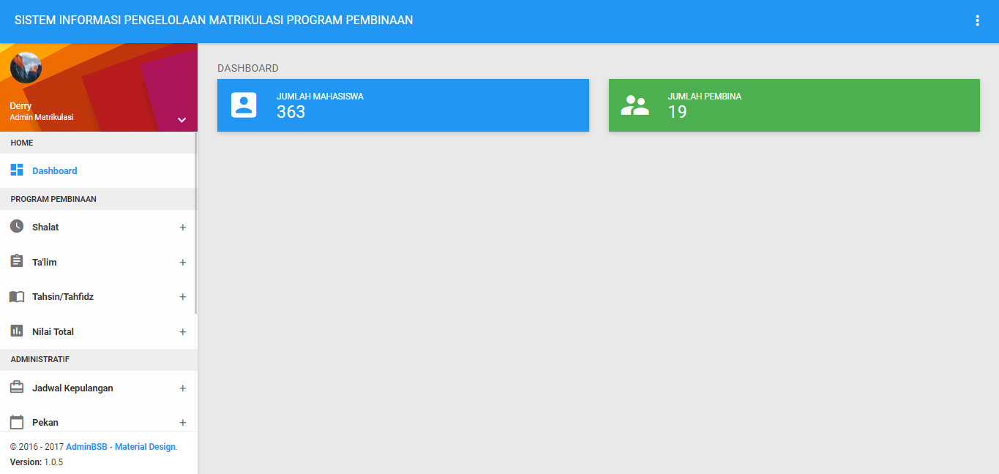 SISTEM INFORMASI PENGELOLAAN MATRIKULASI PROGRAM PEMBINAAN
Derry
Admin Matrikulasi
HOME
Dashboard
PROGRAM PEMBINAAN
Shalat +
Ta'lim +
Tahsin/Tahfidz +
Nilai Total +
ADMINISTRATIF
Jadwal Kepulangan +
Pekan +
© 2016 - 2017 AdminBSB - Material Design.
Version: 1.0.5
DASHBOARD
JUMLAH MAHASISWA
363
JUMLAH PEMBINA
19